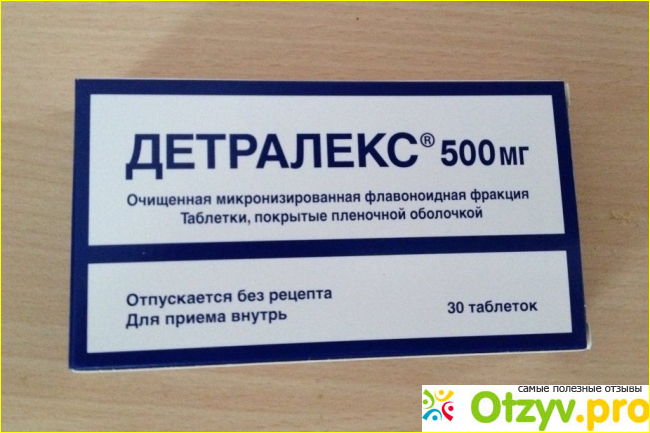 ДЕТРАЛЕКС® 500 мг
Очищенная микронизированная флавоноидная фракция
Таблетки, покрытые пленочной оболочкой
Отпускается без рецепта
Для приема внутрь
30 таблеток
самые полезные отзывы
Otzyv.pro